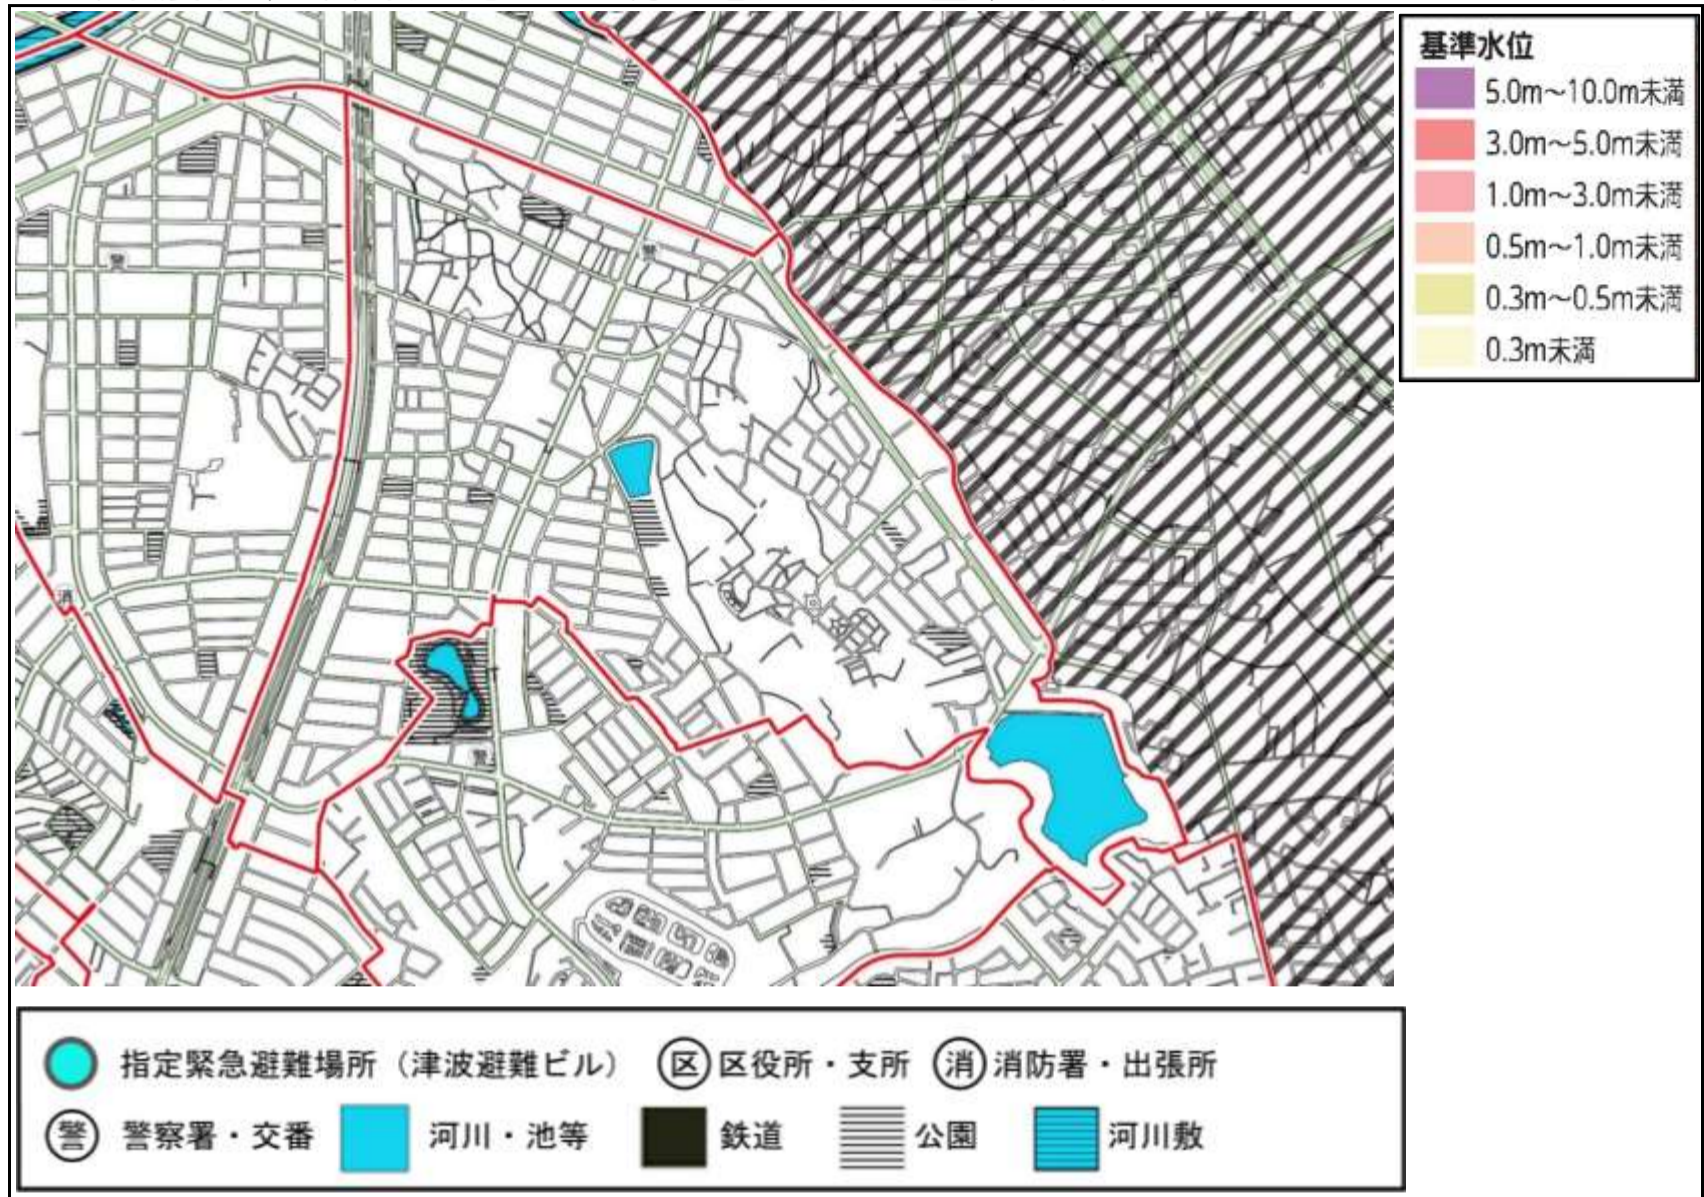 警
警
消
警
基準水位
5.0m～10.0m未満
3.0m～5.0m未満
1.0m～3.0m未満
0.5m～1.0m未満
0.3m～0.5m未満
0.3m未満
指定緊急避難場所（津波避難ビル） 区 区役所・支所 消 消防署・出張所
警 警察署・交番 河川・池等 鉄道 公園 河川敷